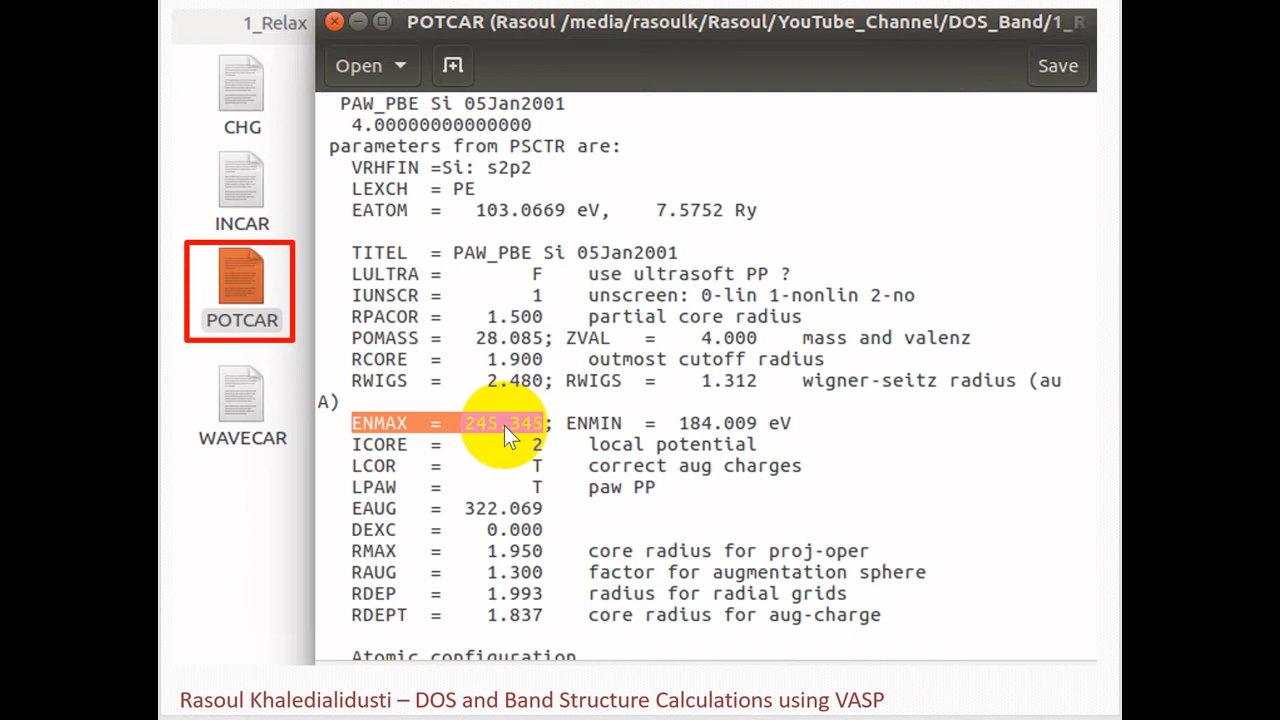 1_Relax
POTCAR (Rasoul /media/rasoulk/Rasoul/YouTube_Channel/DOS_Band/1_R
Open
Save
CHG
INCAR
POTCAR
WAVECAR
PAW_PBE Si 05Jan2001
4.00000000000000
parameters from PSCTR are:
VRHFIN =Si: s2p2
LEXCH = PE
EATOM = 103.0669 eV, 7.5752 Ry
TITEL = PAW_PBE Si 05Jan2001
LULTRA = F use ultrasoft PP ?
IUNSCR = 1 unscreen: 0-lin 1-nonlin 2-no
RPACOR = 1.500 partial core radius
POMASS = 28.085; ZVAL = 4.000 mass and valenz
RCORE = 1.900 outmost cutoff radius
RWIGS = 2.480; RWIGS = 1.312 wigner-seitz radius (au
A)
ENMAX = 245.345; ENMIN = 184.009 eV
ICORE = 2 local potential
LCOR = T correct aug charges
LPAW = T paw PP
EAUG = 322.069
DEXC = 0.000
RMAX = 1.950 core radius for proj-oper
RAUG = 1.300 factor for augmentation sphere
RDEP = 1.993 radius for radial grids
RDEPT = 1.837 core radius for aug-charge
Atomic configuration
Rasoul Khaledialidusti – DOS and Band Structure Calculations using VASP